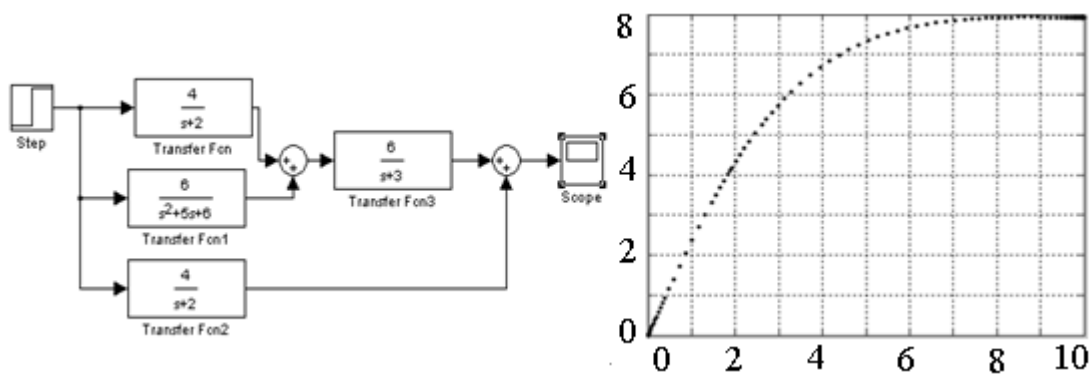 Step
4
s+2
Transfer Fcn
6
s²+5s+6
Transfer Fcn1
4
s+2
Transfer Fcn2
+
+
6
s+3
Transfer Fcn3
+
+
Scope
8
6
4
2
0
0 2 4 6 8 10